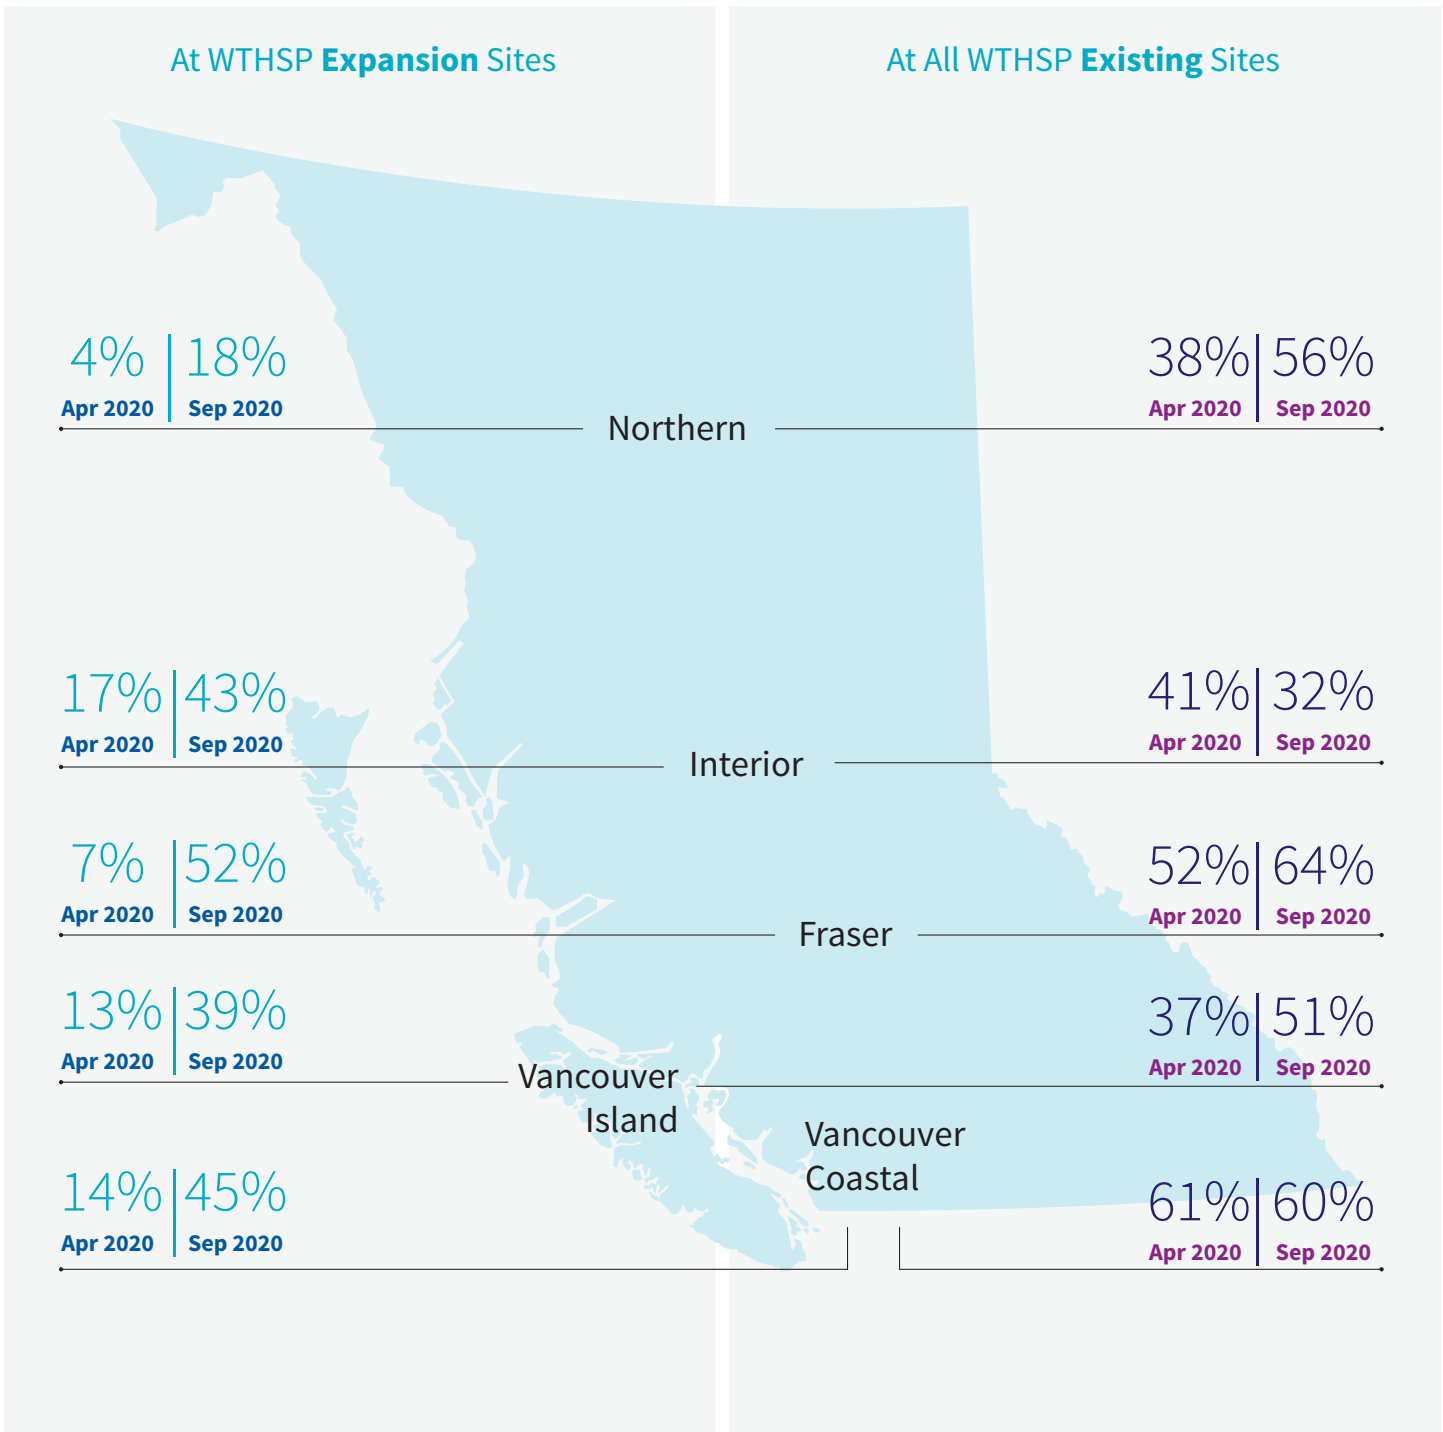 At WTHSP Expansion Sites
At All WTHSP Existing Sites
4% 18%
Apr 2020 Sep 2020
Northern
38% 56%
Apr 2020 Sep 2020
17% 43%
Apr 2020 Sep 2020
Interior
41% 32%
Apr 2020 Sep 2020
7% 52%
Apr 2020 Sep 2020
Fraser
52% 64%
Apr 2020 Sep 2020
13% 39%
Apr 2020 Sep 2020
Vancouver
Island
37% 51%
Apr 2020 Sep 2020
14% 45%
Apr 2020 Sep 2020
Vancouver
Coastal
61% 60%
Apr 2020 Sep 2020